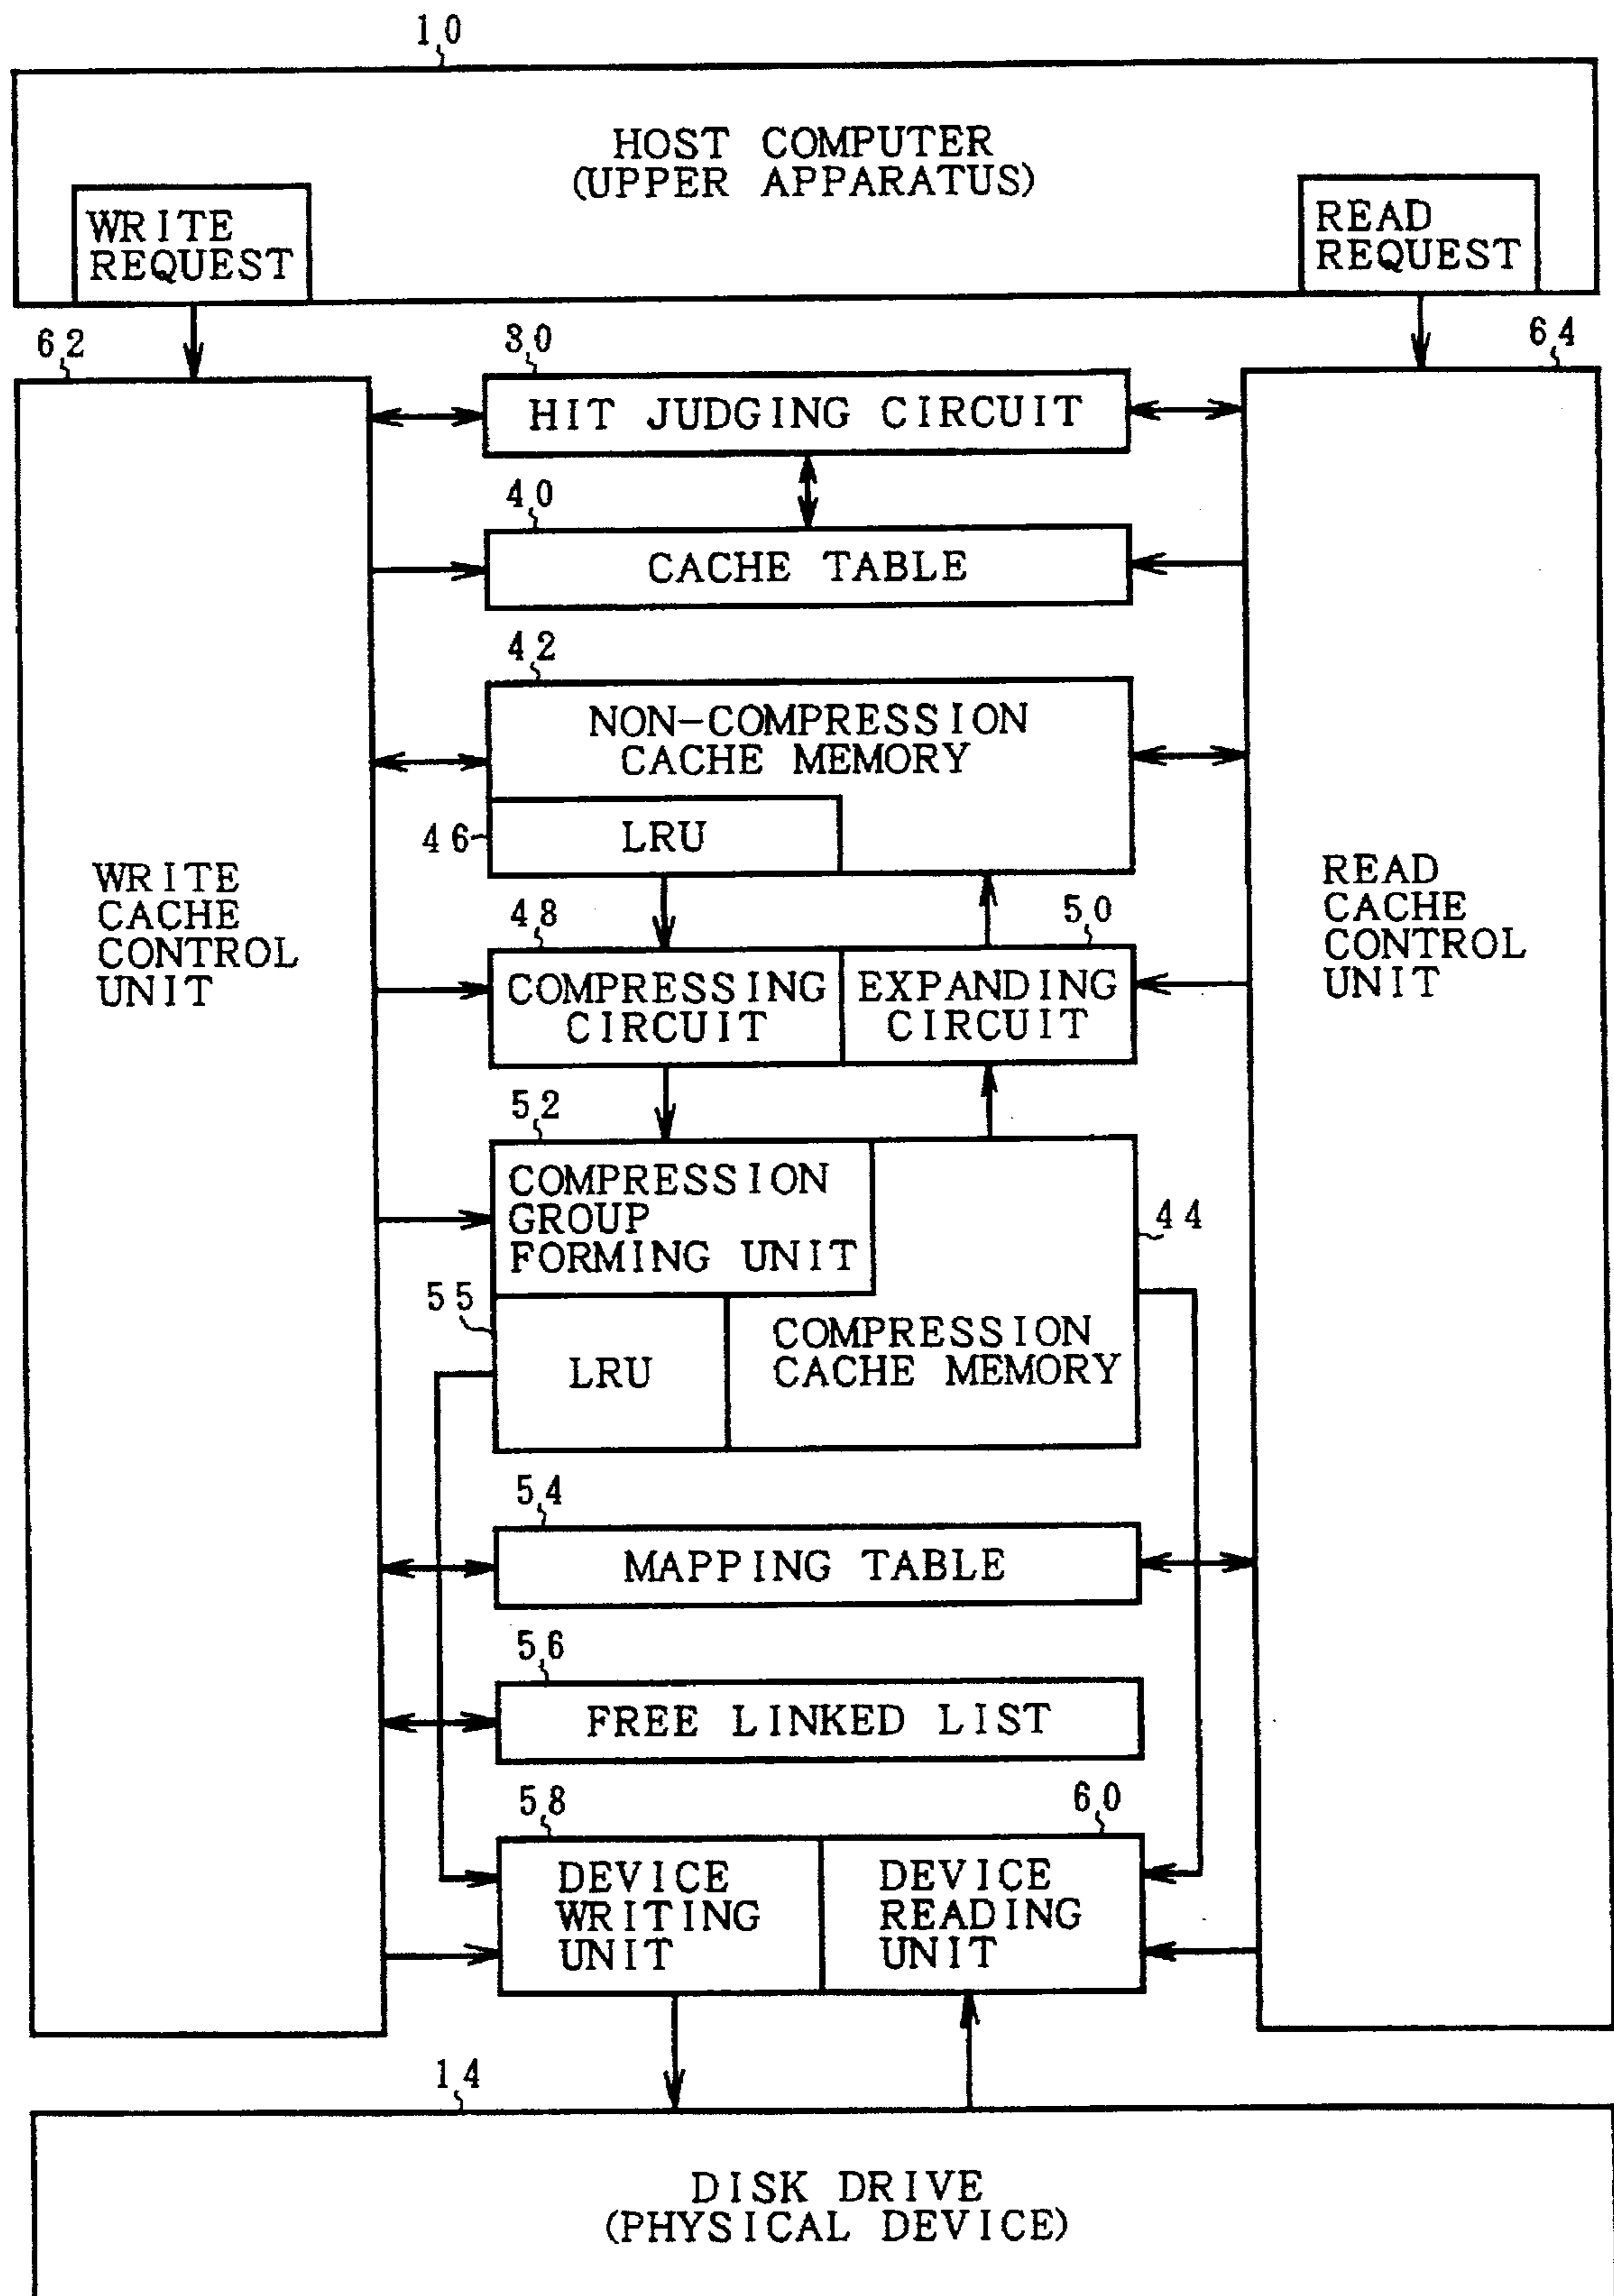 10
HOST COMPUTER
(UPPER APPARATUS)
WRITE
REQUEST
READ
REQUEST
62
30
64
HIT JUDGING CIRCUIT
40
CACHE TABLE
42
NON-COMPRESSION
CACHE MEMORY
46
LRU
WRITE
CACHE
CONTROL
UNIT
READ
CACHE
CONTROL
UNIT
48
50
COMPRESSING
CIRCUIT
EXPANDING
CIRCUIT
52
COMPRESSION
GROUP
FORMING UNIT
44
55
LRU
COMPRESSION
CACHE MEMORY
54
MAPPING TABLE
56
FREE LINKED LIST
58
60
DEVICE
WRITING
UNIT
DEVICE
READING
UNIT
14
DISK DRIVE
(PHYSICAL DEVICE)